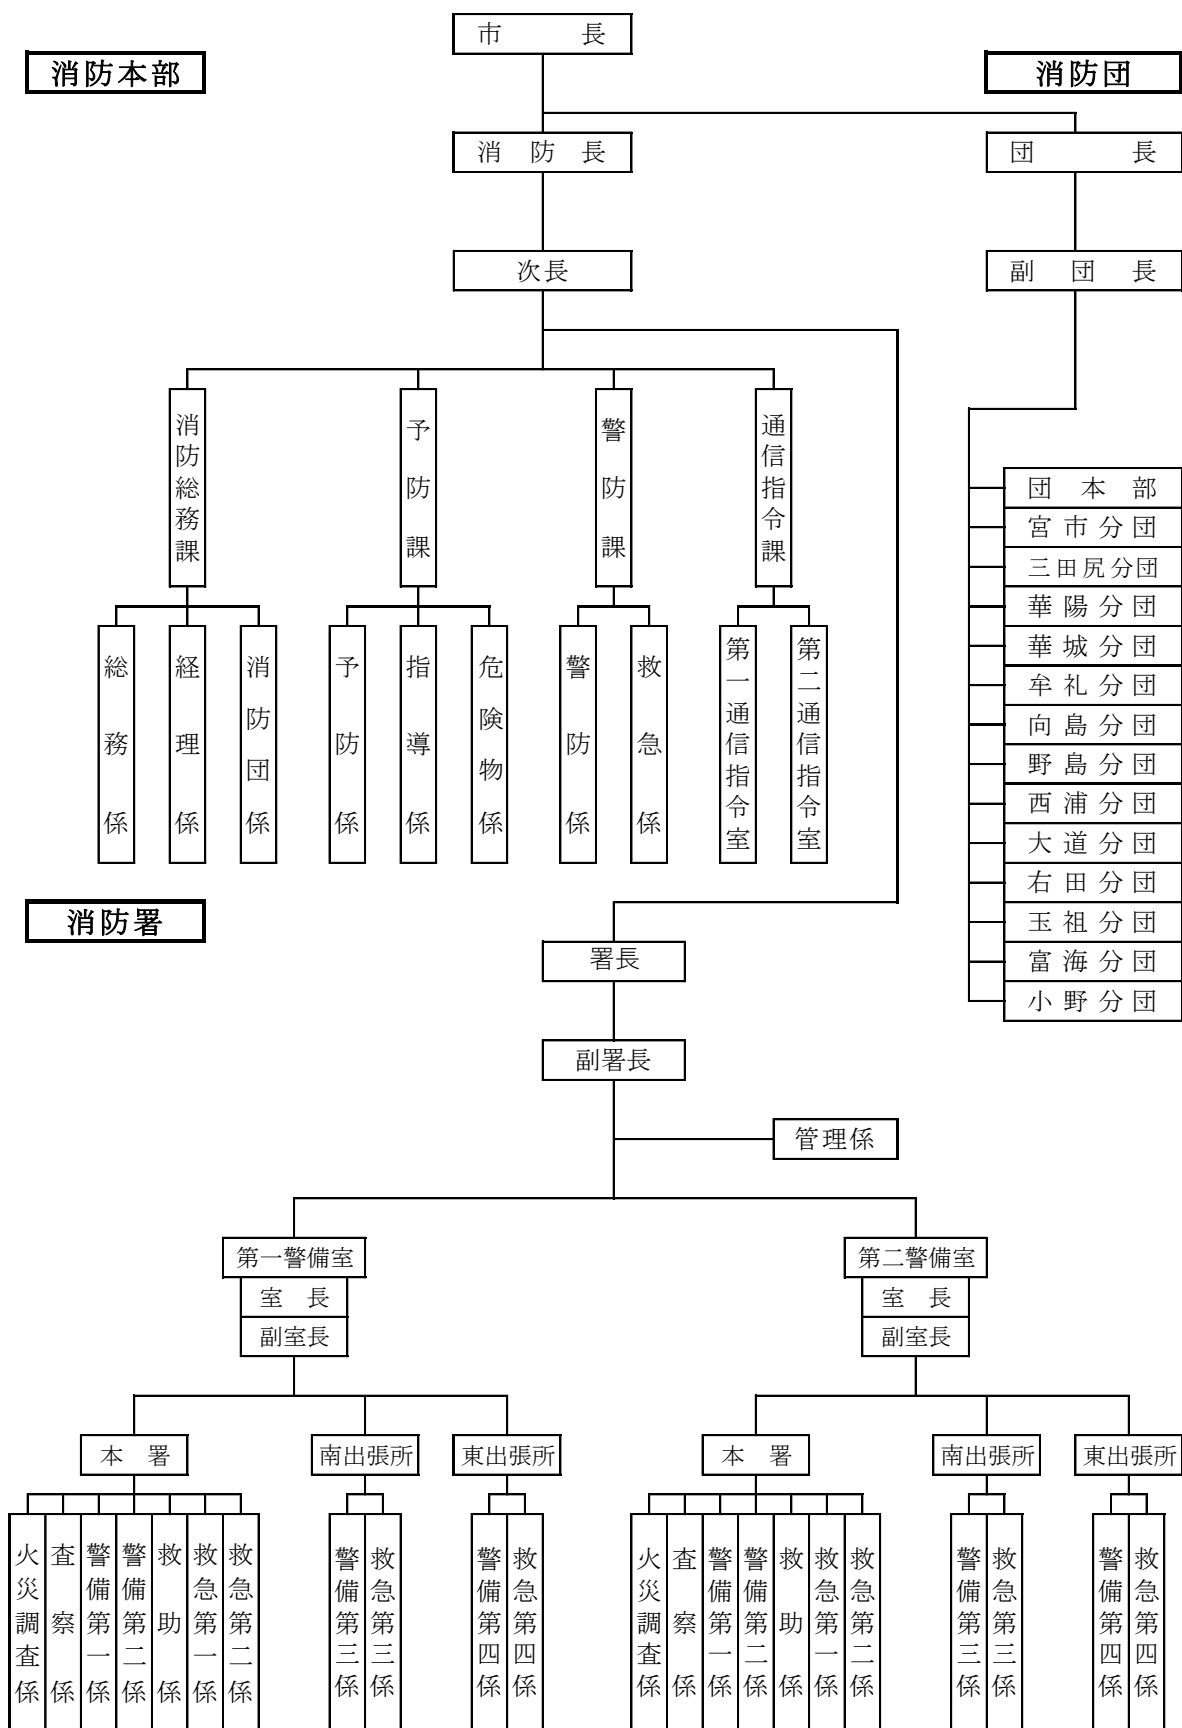 市長
消防本部
消防団
消防長
団長
次長
副団長
消防総務課
予防課
警防課
通信指令課
団本部
宮市分団
三田尻分団
華陽分団
華城分団
牟礼分団
向島分団
野島分団
西浦分団
大道分団
右田分団
玉祖分団
富海分団
小野分団
総務係
経理係
消防団係
予防係
指導係
危険物係
警防係
救急係
第一通信指令室
第二通信指令室
消防署
署長
副署長
管理係
第一警備室
室長
副室長
第二警備室
室長
副室長
本署
南出張所
東出張所
本署
南出張所
東出張所
火災調査係
査察係
警備第一係
警備第二係
救助係
救急第一係
救急第二係
警備第三係
救急第三係
警備第四係
救急第四係
火災調査係
査察係
警備第一係
警備第二係
救助係
救急第一係
救急第二係
警備第三係
救急第三係
警備第四係
救急第四係